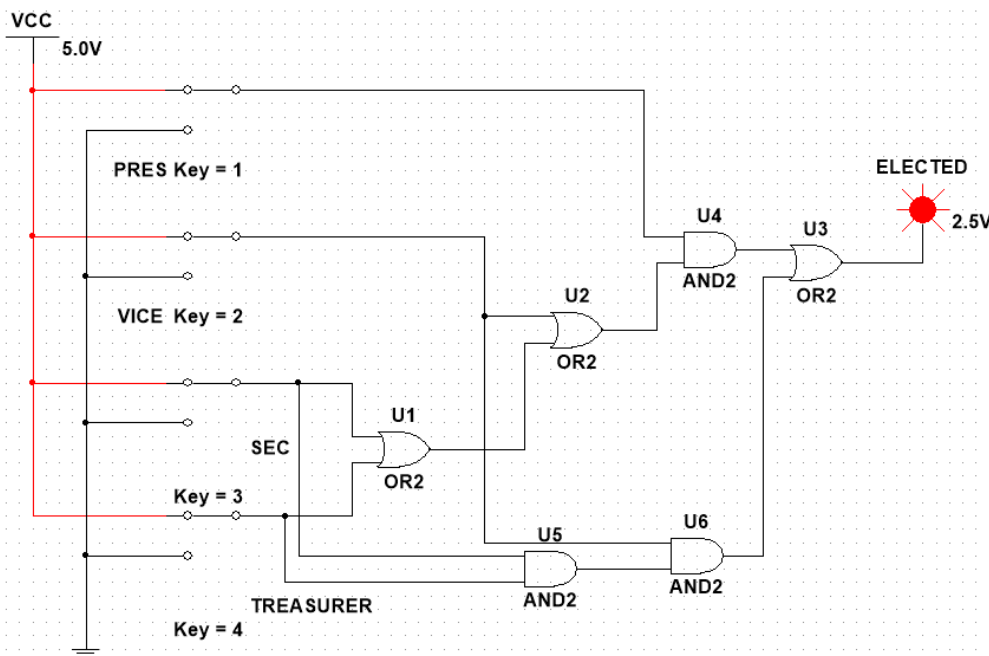 VCC
5.0V
PRES Key = 1
ELECTED
2.5V
U4
U3
AND2
OR2
VICE Key = 2
U2
OR2
U1
SEC
OR2
Key = 3
U5
U6
AND2
AND2
TREASURER
Key = 4